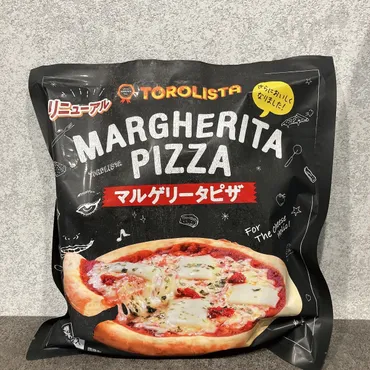 TOROLISTA
リニューアル
さらにおいしく
なりました!
MARGHERITA
PIZZA
マルゲリータピザ
For
The cheese